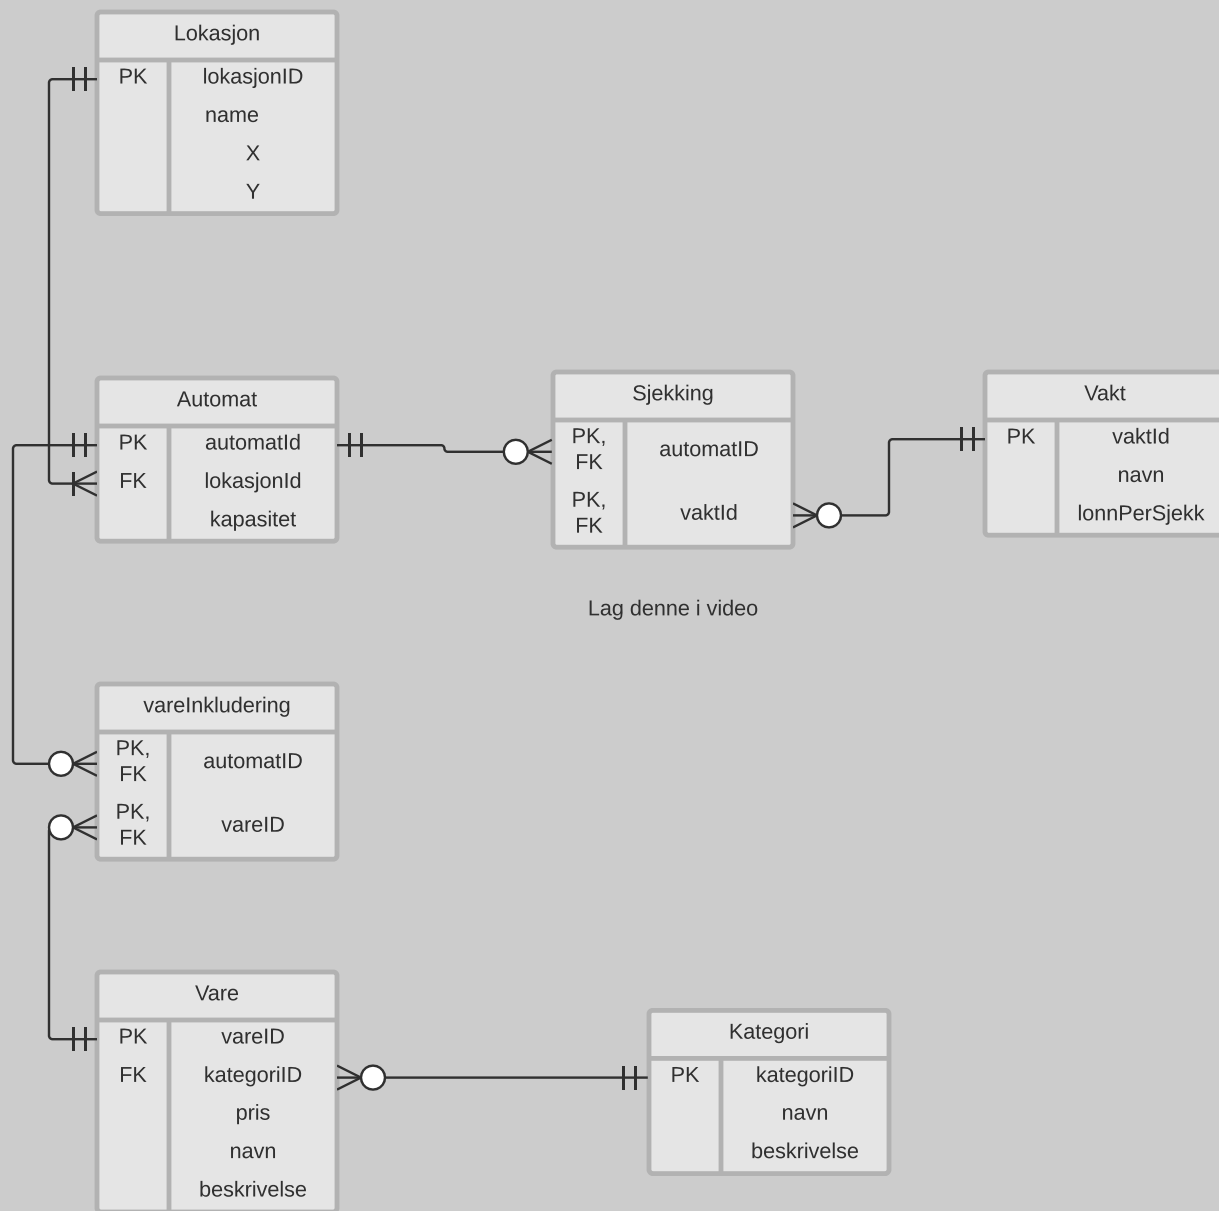 Lokasjon
PK lokasjonID
name
X
Y
Automat
PK automatId
FK lokasjonId
kapasitet
Sjekking
PK,
FK
automatID
PK,
FK
vaktId
Vakt
PK vaktId
navn
lonnPerSjekk
Lag denne i video
vareInkludering
PK,
FK
automatID
PK,
FK
vareID
Vare
PK vareID
FK kategoriID
pris
navn
beskrivelse
Kategori
PK kategoriID
navn
beskrivelse